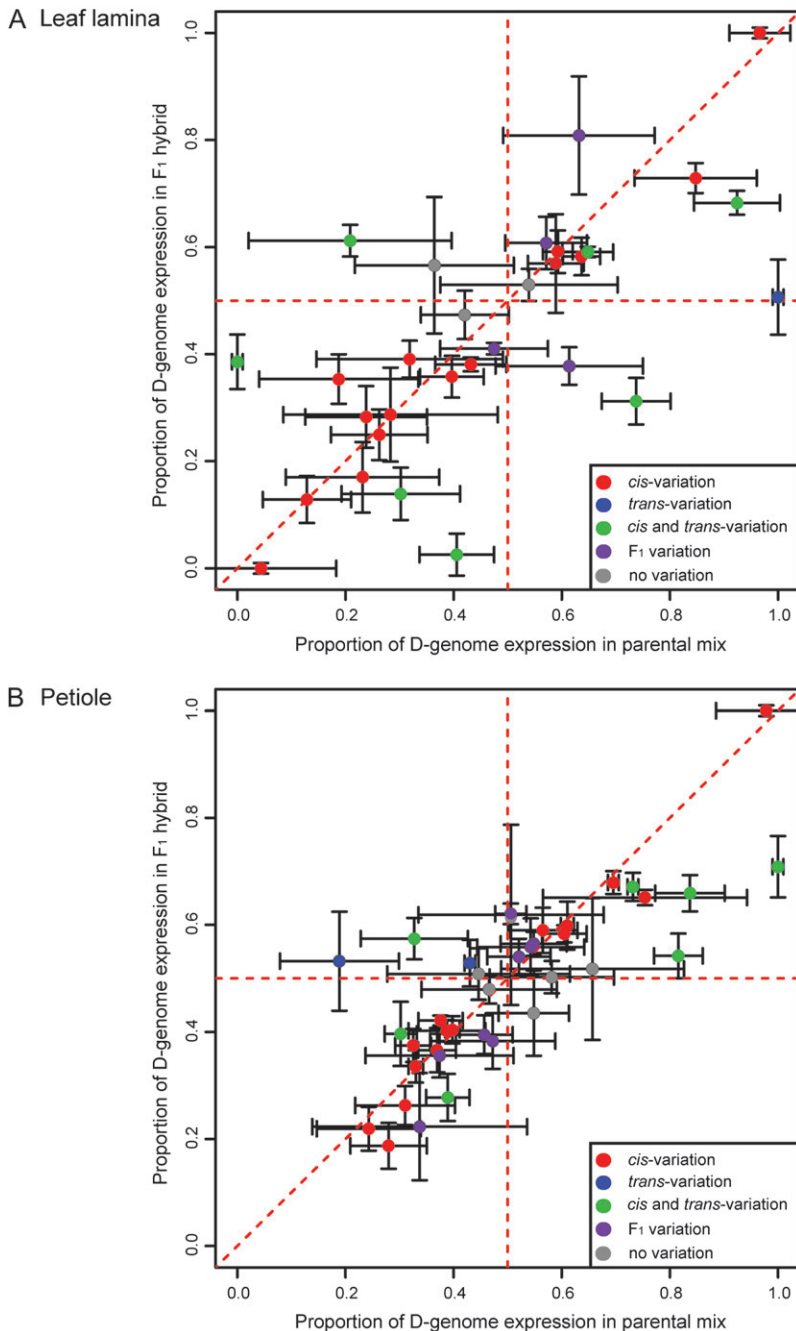 A Leaf lamina
Proportion of D-genome expression in F1 hybrid
1.0
0.8
0.6
0.4
0.2
0.0
cis-variation
trans-variation
cis and trans-variation
F1 variation
no variation
0.0 0.2 0.4 0.6 0.8 1.0
Proportion of D-genome expression in parental mix
B Petiole
Proportion of D-genome expression in F1 hybrid
1.0
0.8
0.6
0.4
0.2
0.0
cis-variation
trans-variation
cis and trans-variation
F1 variation
no variation
0.0 0.2 0.4 0.6 0.8 1.0
Proportion of D-genome expression in parental mix